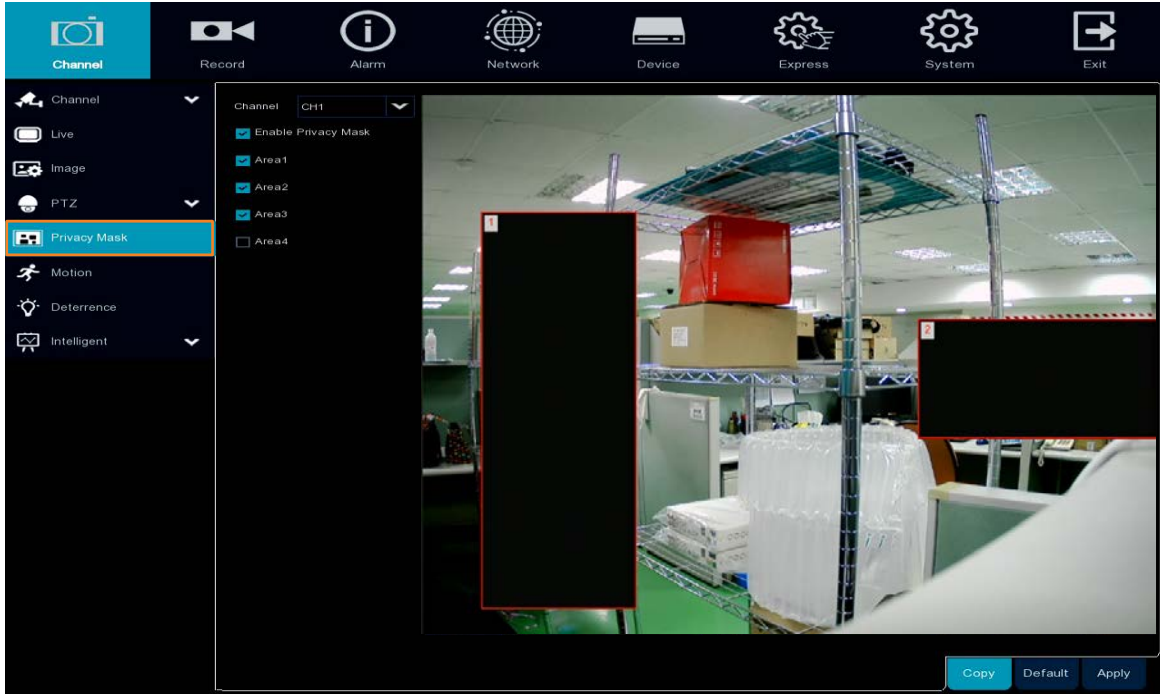 Channel Record Alarm Network Device Express System Exit
Channel
Live
Image
PTZ
Privacy Mask
Motion
Deterrence
Intelligent
Channel CH1
Enable Privacy Mask
Area1
Area2
Area3
Area4
1
2
Copy Default Apply